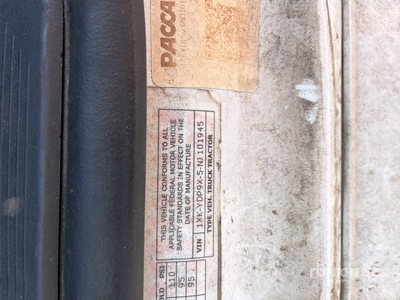 PACCA
THIS VEHICLE CONFORMS TO ALL
APPLICABLE FEDERAL MOTOR VEHICLE
SAFETY STANDARDS IN EFFECT ON THE
DATE OF MANUFACTURE
VIN 1XK-YDP9X-5-NJ101945
TYPE VEH. TRUCK TRACTOR
OLD PSI
110
95
95